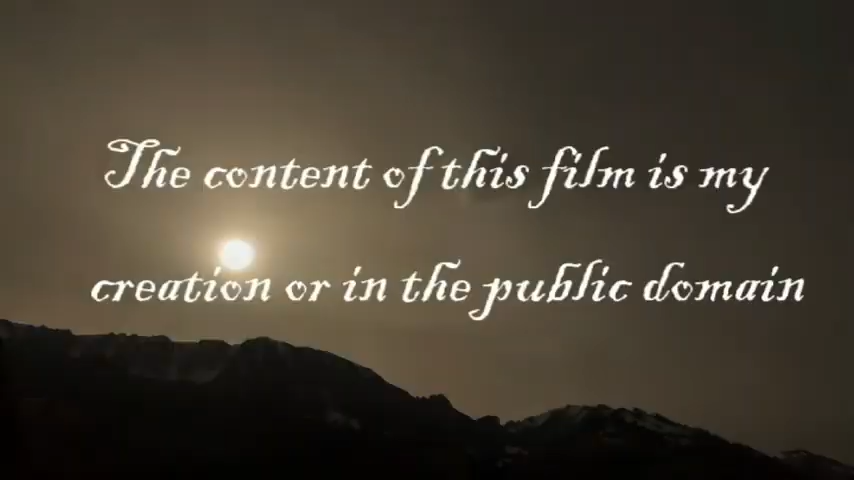 The content of this film is my
creation or in the public domain